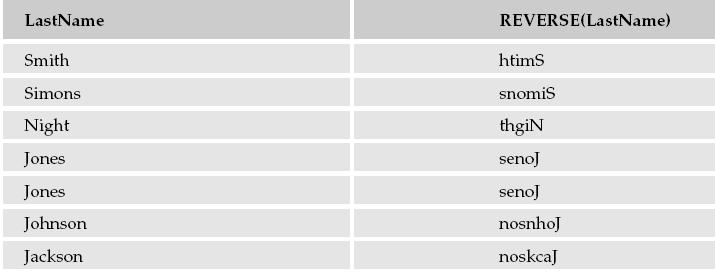 LastName REVERSE(LastName)
Smith htimS
Simons snomiS
Night thgiN
Jones senoJ
Jones senoJ
Johnson nosnhoJ
Jackson noskcaJ